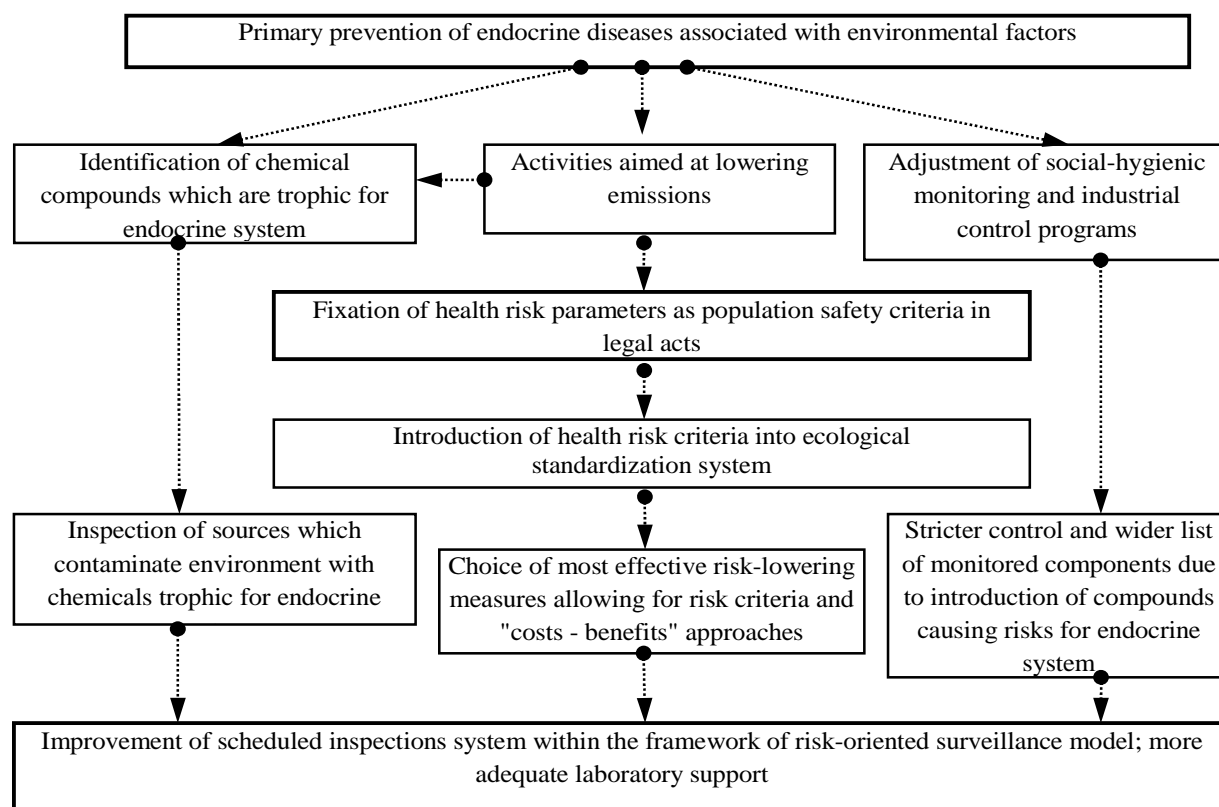 Primary prevention of endocrine diseases associated with environmental factors
Identification of chemical
compounds which are trophic for
endocrine system
Activities aimed at lowering
emissions
Adjustment of social-hygienic
monitoring and industrial
control programs
Fixation of health risk parameters as population safety criteria in
legal acts
Introduction of health risk criteria into ecological
standardization system
Inspection of sources which
contaminate environment with
chemicals trophic for endocrine
Choice of most effective risk-lowering
measures allowing for risk criteria and
"costs - benefits" approaches
Stricter control and wider list
of monitored components due
to introduction of compounds
causing risks for endocrine
system
Improvement of scheduled inspections system within the framework of risk-oriented surveillance model; more
adequate laboratory support